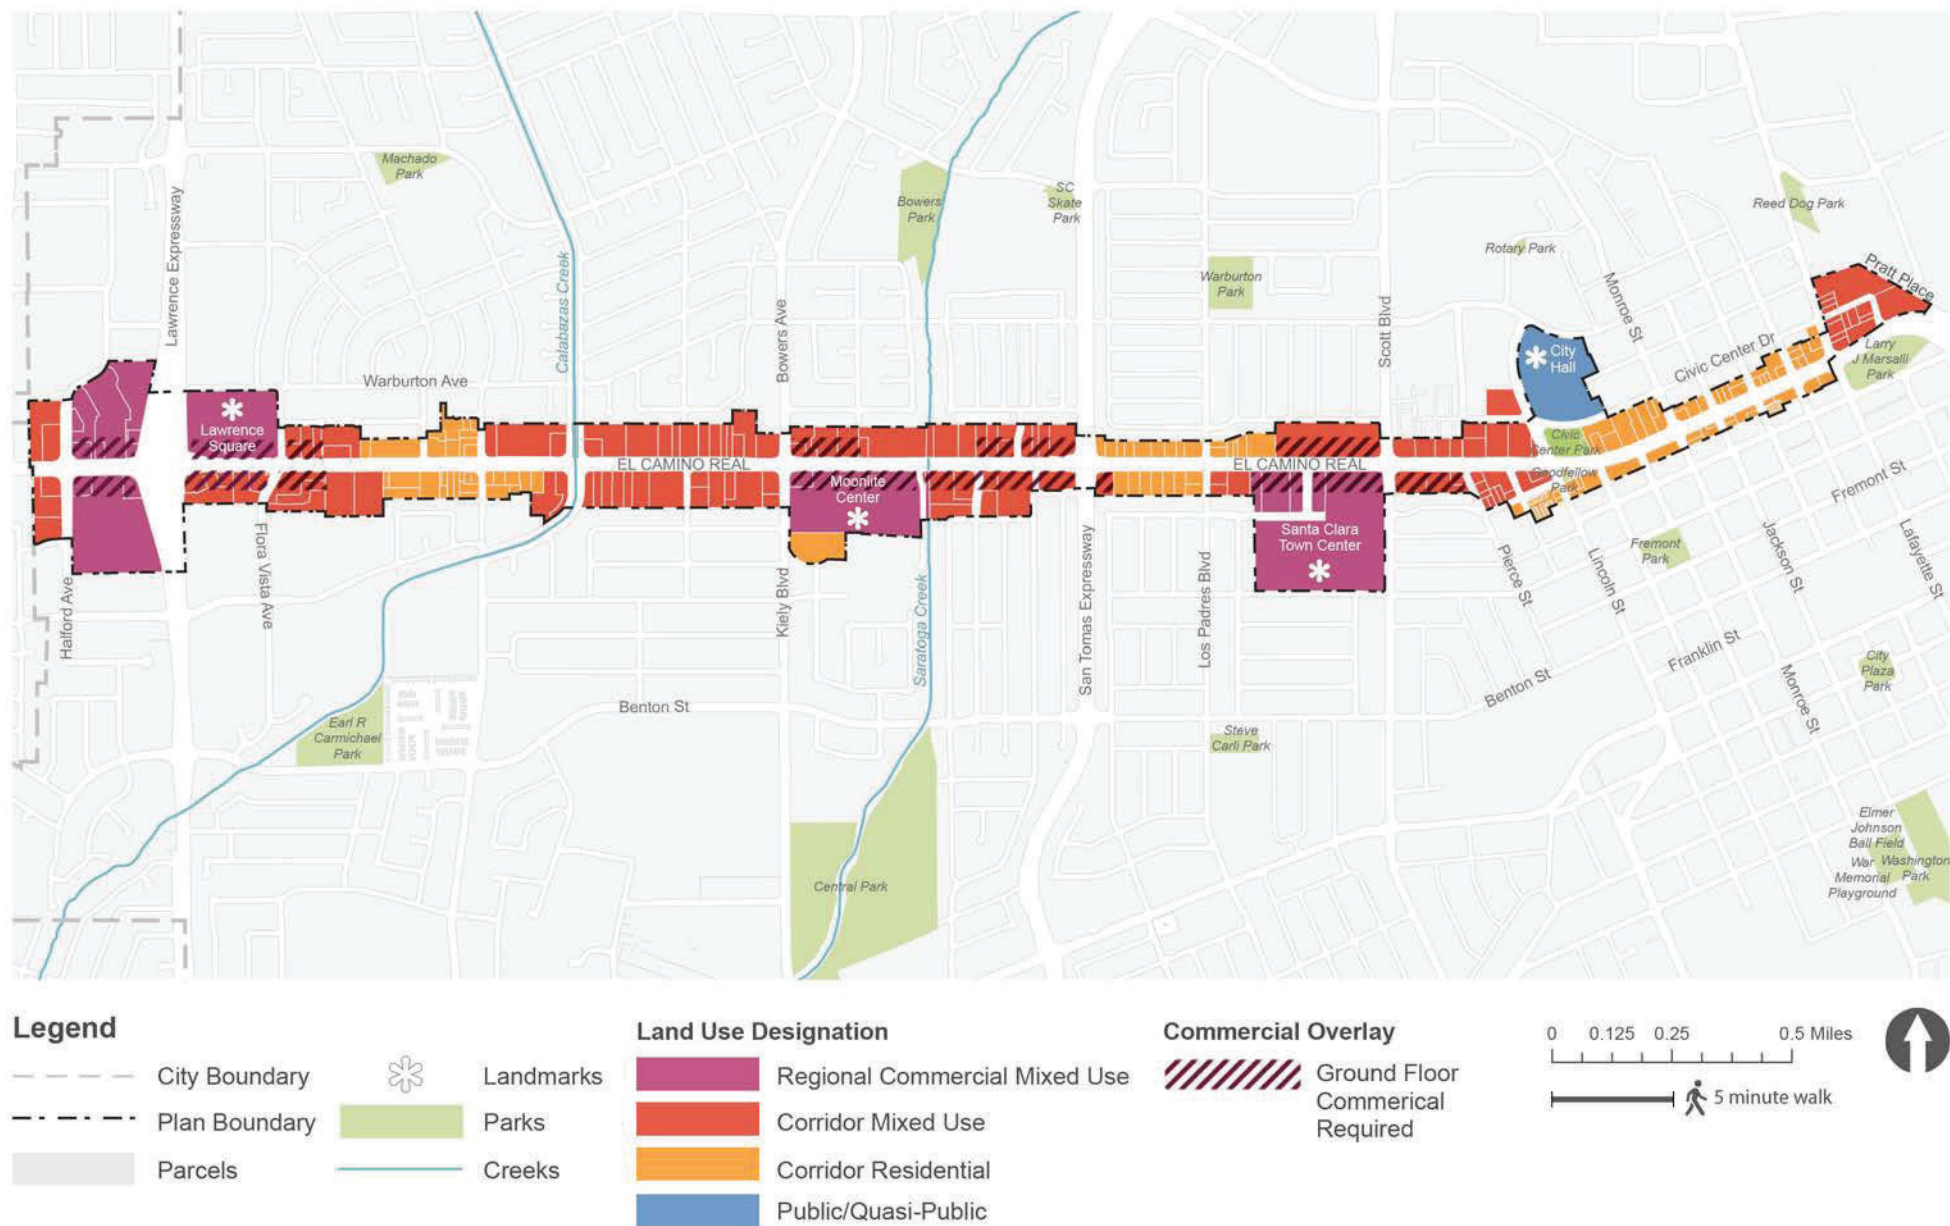 Machado
Park
Bowers
Park
SC
Skate
Park
Reed Dog Park
Rotary Park
Warburton
Park
Lawrence Expressway
Calabazas Creek
Bowers Ave
Scott Blvd
Monroe St
Pratt Place
Civic Center Dr
Larry
J Marsalli
Park
City
Hall
Warburton Ave
Lawrence
Square
EL CAMINO REAL
EL CAMINO REAL
Moonlite
Center
Civic
Center Park
Goodfellow
Park
Santa Clara
Town Center
Halford Ave
Flora Vista Ave
Kiely Blvd
Saratoga Creek
San Tomas Expressway
Los Padres Blvd
Pierce St
Lincoln St
Fremont
Park
Jackson St
Fremont St
Lafayette St
Franklin St
Benton St
Monroe St
City
Plaza
Park
Benton St
Earl R
Carmichael
Park
Steve
Carli Park
Central Park
Elmer
Johnson
Ball Field
War
Memorial
Playground
Washington
Park
Legend
City Boundary
Plan Boundary
Parcels
Landmarks
Parks
Creeks
Land Use Designation
Regional Commercial Mixed Use
Corridor Mixed Use
Corridor Residential
Public/Quasi-Public
Commercial Overlay
Ground Floor
Commerical
Required
0 0.125 0.25 0.5 Miles
5 minute walk